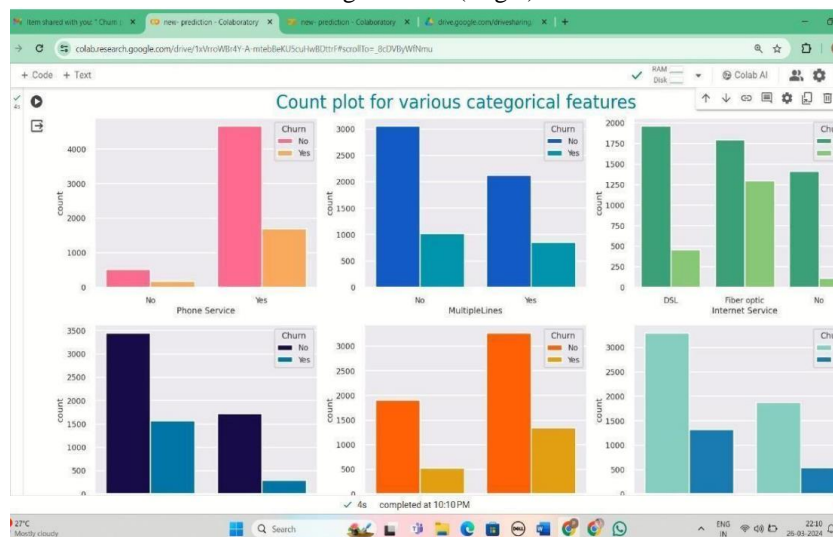 Item shared with you: " Churn p
new- prediction - Colaboratory
new- prediction - Colaboratory
drive.google.com/drivesharing
colab.research.google.com/drive/
+ Code + Text
RAM
Disk
Colab AI
4s
Count plot for various categorical features
Churn
No
Yes
count
4000
3000
2000
1000
0
No
Yes
Phone Service
Churn
No
Yes
count
3000
2500
2000
1500
1000
500
0
No
Yes
MultipleLines
Chu
count
2000
1750
1500
1250
1000
750
500
250
0
DSL
Fiber optic
No
Internet Service
Churn
No
Yes
count
3500
3000
2500
2000
1500
1000
500
0
Churn
No
Yes
count
3000
2500
2000
1500
1000
500
0
Chu
count
3000
2500
2000
1500
1000
500
0
4s completed at 10:10 PM
27°C
Mostly cloudy
Search
ENG
IN
22:10
26-03-2024